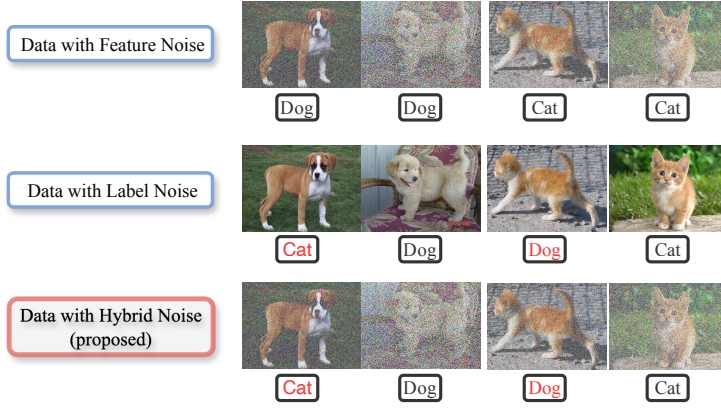 Data with Feature Noise
Dog Dog Cat Cat
Data with Label Noise
Cat Dog Dog Cat
Data with Hybrid Noise
(proposed)
Cat Dog Dog Cat